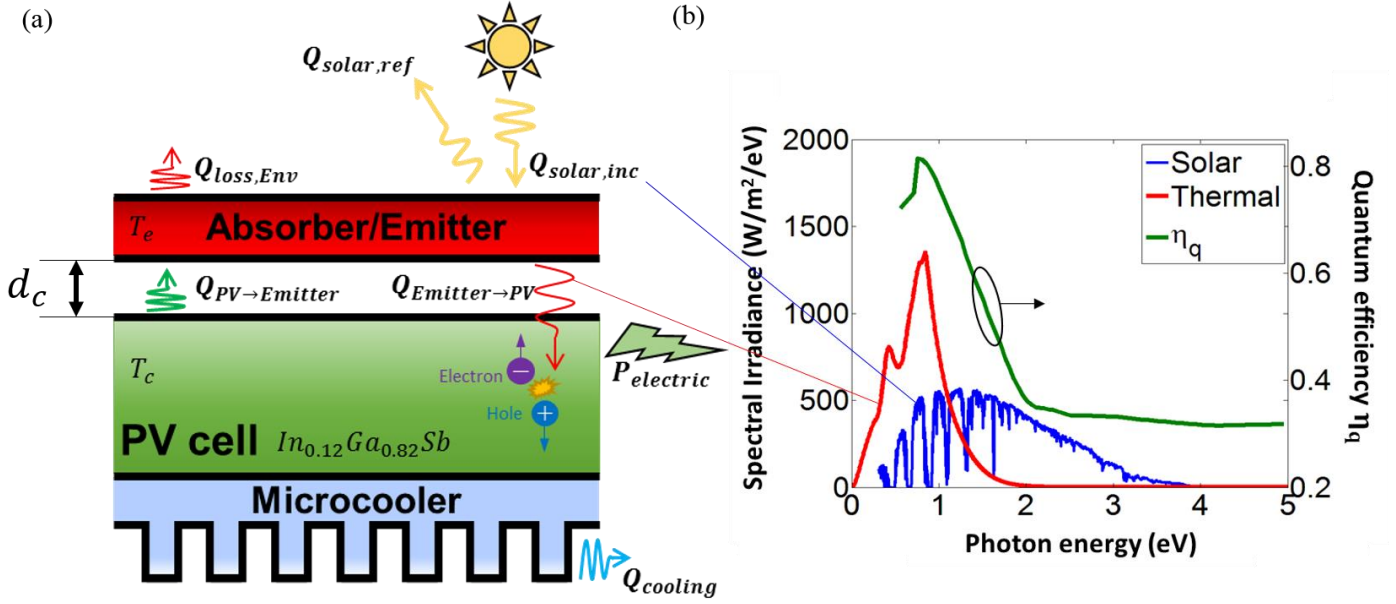 (a)
Q_solar,ref
Q_loss,Env
Q_solar,inc
T_e
Absorber/Emitter
d_c
Q_PV→Emitter
Q_Emitter→PV
T_c
Electron
−
Hole
+
P_electric
PV cell In_0.12Ga_0.82Sb
Microcooler
Q_cooling
(b)
Spectral Irradiance (W/m²/eV)
2000
1500
1000
500
0
0 1 2 3 4 5
Photon energy (eV)
Solar
Thermal
η_q
0.8
0.6
0.4
0.2
Quantum efficiency η_q